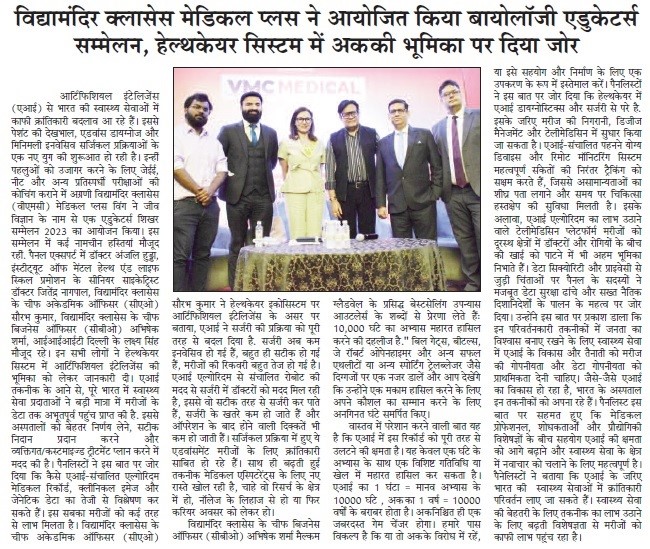 विद्यामंदिर क्लासेस मेडिकल प्लस ने आयोजित किया बायोलॉजी एडुकेटर्स
सम्मेलन, हेल्थकेयर सिस्टम में अककी भूमिका पर दिया जोर
आर्टिफिशियल इंटेलिजेंस
(एआई) से भारत की स्वास्थ्य सेवाओं में
काफी क्रांतिकारी बदलाव आ रहे हैं। इससे
पेशंट की देखभाल, एडवांस डायग्नोज और
मिनिमली इनवेसिव सर्जिकल प्रक्रियाओं के
एक नए युग की शुरूआत हो रही है। इन्हीं
पहलुओं को उजागर करने के लिए जेईई,
नीट और अन्य प्रतिस्पर्धी परीक्षाओं की
कोचिंग कराने में अग्रणी विद्यामंदिर क्लासेस
(वीएमसी) मेडिकल प्लस विंग ने जीव
विज्ञान के नाम से एक एडुकेटर्स शिखर
सम्मेलन 2023 का आयोजन किया। इस
सम्मेलन में कई नामचीन हस्तियां मौजूद
रहीं. पैनल एक्सपर्ट में डॉक्टर अंजलि हुड्डा,
इंस्टीट्यूट ऑफ मेंटल हेल्थ एंड लाइफ
स्किल प्रमोशन के सीनियर साइकेट्रिस्ट
डॉक्टर जितेंद्र नागपाल, विद्यामंदिर क्लासेस
के चीफ अकेडमिक ऑफिसर (सीएओ)
सौरभ कुमार, विद्यामंदिर क्लासेस के चीफ
बिजनेस ऑफिसर (सीबीओ) अभिषेक
शर्मा, आईआईआईटी दिल्ली के लक्ष्य सिंह
मौजूद रहे। इन सभी लोगों ने हेल्थकेयर
सिस्टम में आर्टिफिशियल इंटेलिजेंस की
भूमिका को लेकर जानकारी दी। एआई
तकनीक के आने से, पूरे भारत में स्वास्थ्य
सेवा प्रदाताओं ने बड़ी मात्रा में मरीजों के
डेटा तक अभूतपूर्व पहुंच प्राप्त की है. इससे
अस्पतालों को बेहतर निर्णय लेने, सटीक
निदान प्रदान करने और
व्यक्तिगत/कस्टमाइज्ड ट्रीटमेंट प्लान करने में
मदद की है। पैनलिस्टों ने इस बात पर जोर
दिया कि कैसे एआई-संचालित एल्गोरिदम
मेडिकल रिकॉर्ड, क्लीनिकल इमेज और
जेनेटिक डेटा का तेजी से विश्लेषण कर
सकते हैं। इस सबका मरीजों को कई तरह
से लाभ मिलता है। विद्यामंदिर क्लासेस के
चीफ अकेडमिक ऑफिसर (सीएओ)
VMC MEDICAL
सौरभ कुमार ने हेल्थकेयर इकोसिस्टम पर
आर्टिफिशियल इंटेलिजेंस के असर पर
बताया, एआई ने सर्जरी की प्रक्रिया को पूरी
तरह से बदल दिया है. सर्जरी अब कम
इनवेसिव हो गई हैं, बहुत ही सटीक हो गई
हैं, मरीजों की रिकवरी बहुत तेज हो गई है।
एआई एल्गोरिदम से संचालित रोबोट की
मदद से सर्जरी में डॉक्टरों को मदद मिल रही
है, इससे वो सटीक तरह से सर्जरी कर पाते
हैं, सर्जरी के खतरे कम हो जाते हैं और
ऑपरेशन के बाद होने वाली दिक्कतें भी
कम हो जाती हैं। सर्जिकल प्रक्रिया में हुए ये
एडवांसमेंट मरीजों के लिए क्रांतिकारी
साबित हो रहे हैं। साथ ही बढ़ती हुई
तकनीक मेडिकल एस्पिरेंट्स के लिए नए
रास्ते खोल रही है, चाहे वो रिसर्च के क्षेत्र
में हो, नॉलेज के लिहाज से हो या फिर
करियर अवसर को लेकर हो।
विद्यामंदिर क्लासेस के चीफ बिजनेस
ऑफिसर (सीबीओ) अभिषेक शर्मा मैल्कम
ग्लैडवेल के प्रसिद्ध बेस्टसेलिंग उपन्यास
आउटलेर्स के शब्दों से प्रेरणा लेते हैं:
10,000 घंटे का अभ्यास महारत हासिल
करने की दहलीज है." बिल गेट्स, बीटल्स,
जे रॉबर्ट ओपेनहाइमर और अन्य सफल
एथलीटों या अन्य स्पोर्टिंग ट्रेलब्लेजर जैसे
दिग्गजों पर एक नजर डालें और आप देखेंगे
कि उन्होंने एक मकाम हासिल करने के लिए
अपने कौशल का सम्मान करने के लिए
अनगिनत घंटे समर्पित किए।
वास्तव में परेशान करने वाली बात यह
है कि एआई में इस रिकॉर्ड को पूरी तरह से
उलटने की क्षमता है। यह केवल एक घंटे के
अभ्यास के साथ एक विशिष्ट गतिविधि या
खेल में महारत हासिल कर सकता है।
एआई का 1 घंटा = मानव अभ्यास के
10000 घंटे , अकका 1 वर्ष = 10000
वर्षों के बराबर होता है। अकनिश्चित ही एक
जबरदस्त गेम चेंजर होगा। हमारे पास
विकल्प है कि या तो अकके विरोध में रहें,
या इसे सहयोग और निर्माण के लिए एक
उपकरण के रूप में इस्तेमाल करें। पैनलिस्टों
ने इस बात पर जोर दिया कि हेल्थकेयर में
एआई डायग्नोस्टिक्स और सर्जरी से परे है.
इसके जरिए मरीज की निगरानी, डिजीज
मैनेजमेंट और टेलीमेडिसिन में सुधार किया
जा सकता है। एआई-संचालित पहनने योग्य
डिवाइस और रिमोट मॉनिटरिंग सिस्टम
महत्वपूर्ण संकेतों की निरंतर ट्रैकिंग को
सक्षम करते हैं, जिससे असामान्यताओं का
शीघ्र पता लगाने और समय पर चिकित्सा
हस्तक्षेप की सुविधा मिलती है। इसके
अलावा, एआई एल्गोरिदम का लाभ उठाने
वाले टेलीमेडिसिन प्लेटफॉर्म मरीजों को
दूरस्थ क्षेत्रों में डॉक्टरों और रोगियों के बीच
की खाई को पाटने में भी अहम भूमिका
निभाते हैं। डेटा सिक्योरिटी और प्राइवेसी से
जुड़ी चिंताओं पर पैनल के सदस्यों ने
मजबूत डेटा सुरक्षा ढांचे और सख्त नैतिक
दिशानिर्देशों के पालन के महत्व पर जोर
दिया। उन्होंने इस बात पर प्रकाश डाला कि
इन परिवर्तनकारी तकनीकों में जनता का
विश्वास बनाए रखने के लिए स्वास्थ्य सेवा
में एआई के विकास और तैनाती को मरीज
की गोपनीयता और डेटा गोपनीयता को
प्राथमिकता देनी चाहिए। जैसे-जैसे एआई
का विकास हो रहा है, भारत के अस्पताल
इन तकनीकों को अपना रहे हैं। पैनलिस्ट इस
बात पर सहमत हुए कि मेडिकल
प्रोफेशनल, शोधकर्ताओं और प्रौद्योगिकी
विशेषज्ञों के बीच सहयोग एआई की क्षमता
को आगे बढ़ाने और स्वास्थ्य सेवा के क्षेत्र
में नवाचार को चलाने के लिए महत्वपूर्ण है।
पैनलिस्टों ने बताया कि एआई के जरिए
भारत की स्वास्थ्य सेवाओं में क्रांतिकारी
परिवर्तन लाए जा सकते हैं। स्वास्थ्य सेवा
की बेहतरी के लिए तकनीक का लाभ उठाने
के लिए बढ़ती विशेषज्ञता से मरीजों को
काफी लाभ पहुंच रहा है।